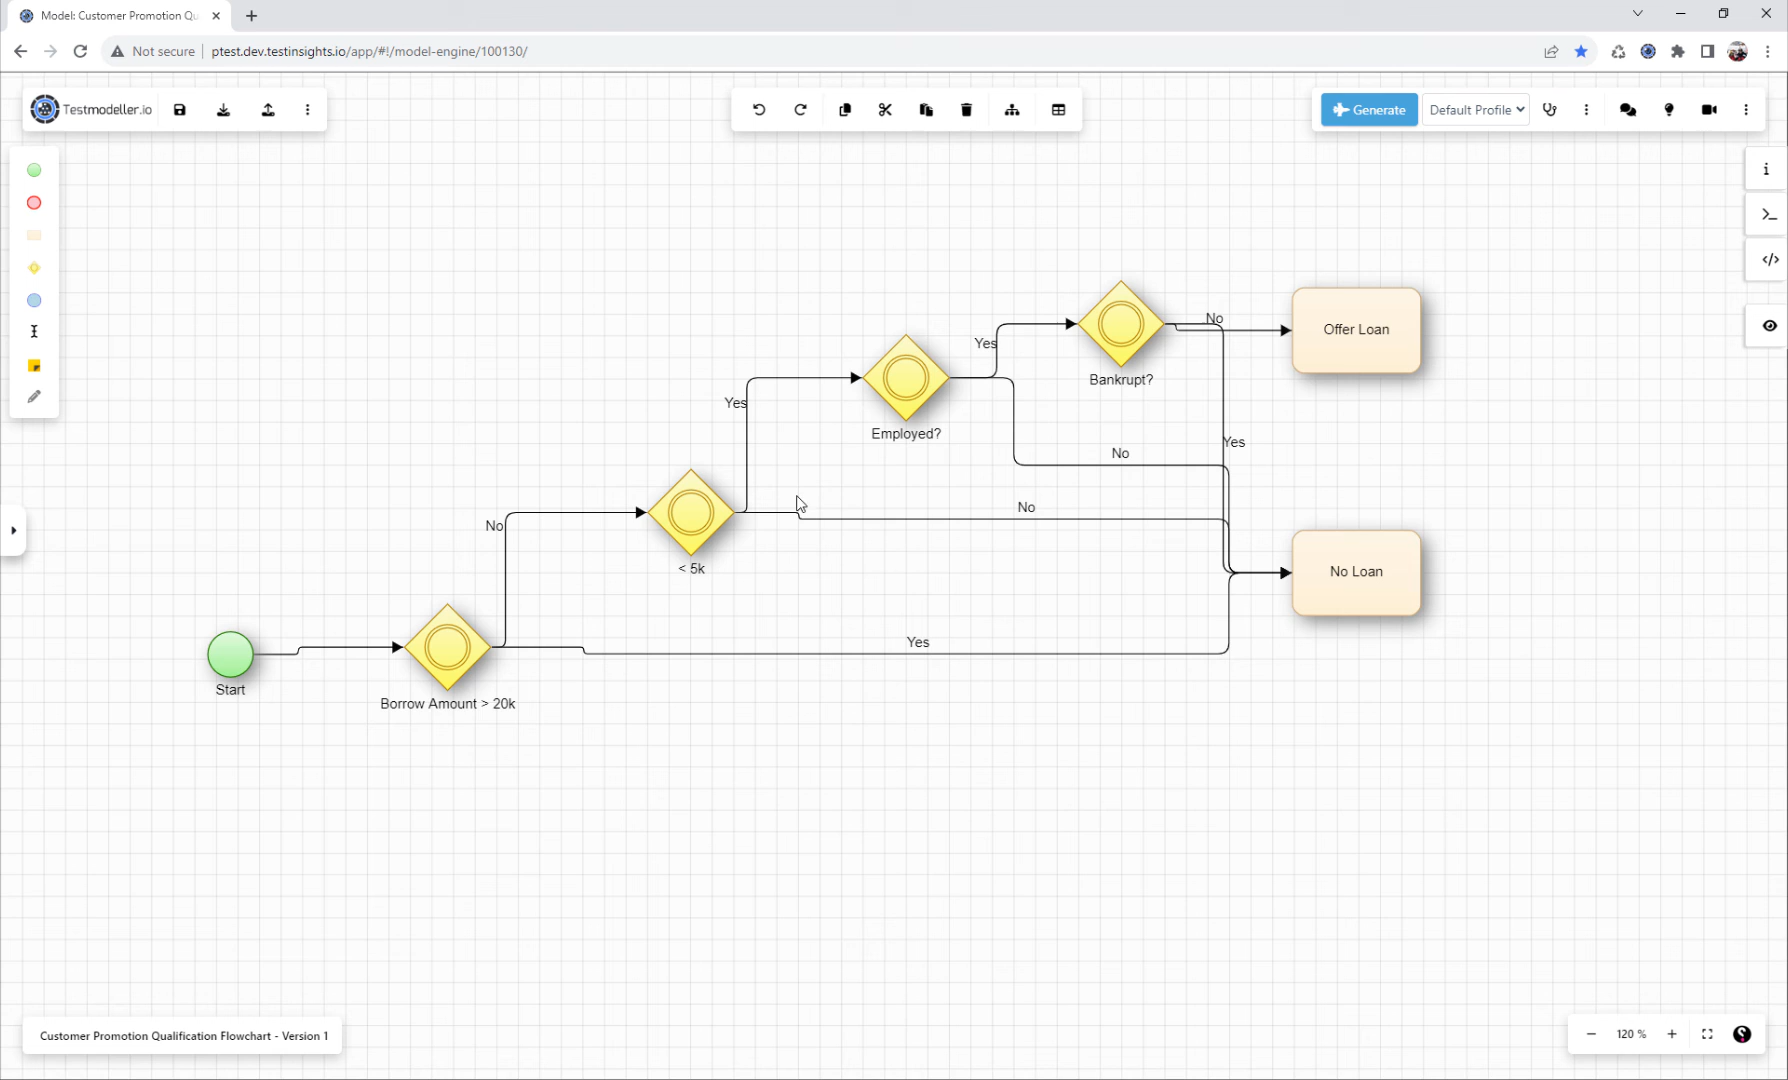 Model: Customer Promotion Qu
Not secure
ptest.dev.testinsights.io/app/#!/model-engine/100130/
Testmodeller.io
Generate
Default Profile
No
Offer Loan
Yes
Bankrupt?
Yes
Employed?
Yes
No
No
No
< 5k
No Loan
Yes
Start
Borrow Amount > 20k
Customer Promotion Qualification Flowchart - Version 1
120 %